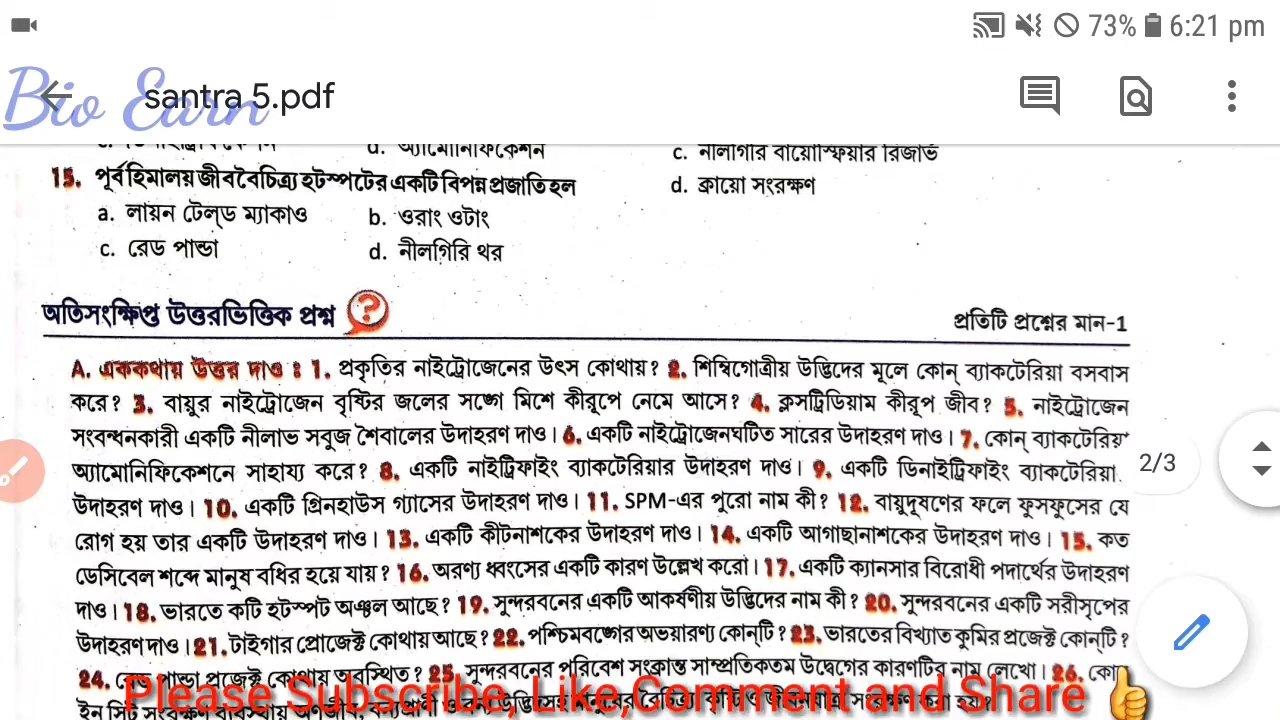 73% 6:21 pm
Bio Earn
santra 5.pdf
d. অ্যামোনিফিকেশন
c. নীলগিরি বায়োস্ফিয়ার রিজার্ভ
15. পূর্ব হিমালয় জীববৈচিত্র্য হটস্পটের একটি বিপন্ন প্রজাতি হল
d. ক্রায়ো সংরক্ষণ
a. লায়ন টেল্‌ড ম্যাকাও b. ওরাং ওটাং
c. রেড পান্ডা d. নীলগিরি থর
অতিসংক্ষিপ্ত উত্তরভিত্তিক প্রশ্ন ?
প্রতিটি প্রশ্নের মান-1
A. এককথায় উত্তর দাও : 1. প্রকৃতির নাইট্রোজেনের উৎস কোথায়? 2. শিম্বিগোত্রীয় উদ্ভিদের মূলে কোন্ ব্যাকটেরিয়া বসবাস
করে? 3. বায়ুর নাইট্রোজেন বৃষ্টির জলের সঙ্গে মিশে কীরূপে নেমে আসে? 4. ক্লসট্রিডিয়াম কীরূপ জীব? 5. নাইট্রোজেন
সংবন্ধনকারী একটি নীলাভ সবুজ শৈবালের উদাহরণ দাও। 6. একটি নাইট্রোজেনঘটিত সারের উদাহরণ দাও। 7. কোন্ ব্যাকটেরিয়
অ্যামোনিফিকেশনে সাহায্য করে? 8. একটি নাইট্রিফাইং ব্যাকটেরিয়ার উদাহরণ দাও। 9. একটি ডিনাইট্রিফাইং ব্যাকটেরিয়া
2/3
উদাহরণ দাও। 10. একটি গ্রিনহাউস গ্যাসের উদাহরণ দাও। 11. SPM-এর পুরো নাম কী? 12. বায়ুদূষণের ফলে ফুসফুসের যে
রোগ হয় তার একটি উদাহরণ দাও। 13. একটি কীটনাশকের উদাহরণ দাও। 14. একটি আগাছানাশকের উদাহরণ দাও। 15. কত
ডেসিবেল শব্দে মানুষ বধির হয়ে যায়? 16. অরণ্য ধ্বংসের একটি কারণ উল্লেখ করো। 17. একটি ক্যানসার বিরোধী পদার্থের উদাহরণ
দাও। 18. ভারতে কটি হটস্পট অঞ্চল আছে? 19. সুন্দরবনের একটি আকর্ষণীয় উদ্ভিদের নাম কী? 20. সুন্দরবনের একটি সরীসৃপের
উদাহরণ দাও। 21. টাইগার প্রোজেক্ট কোথায় আছে? 22. পশ্চিমবঙ্গের অভয়ারণ্য কোন্‌টি? 23. ভারতের বিখ্যাত কুমির প্রজেক্ট কোন্‌টি?
24. রেড পান্ডা প্রজেক্ট কোথায় অবস্থিত? 25. সুন্দরবনের পরিবেশ সংক্রান্ত সাম্প্রতিকতম উদ্বেগের কারণটির নাম লেখো। 26. কোন
Please Subscribe, Like,Comment and Share